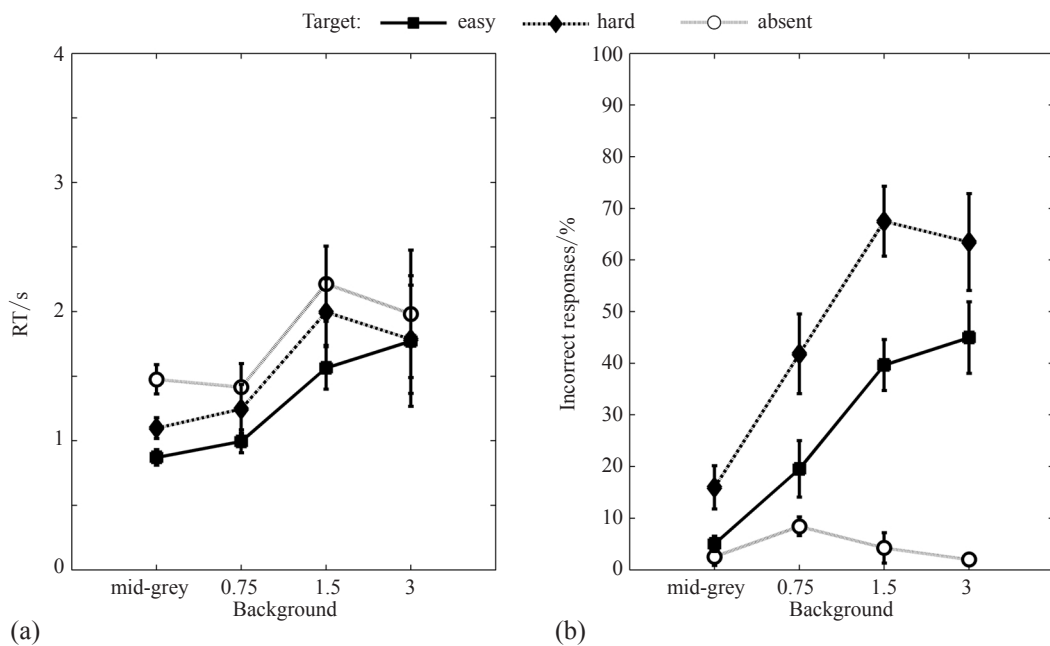 Target: easy hard absent
4
3
2
1
0
RT/s
mid-grey 0.75 1.5 3
Background
(a)
100
90
80
70
60
50
40
30
20
10
0
Incorrect responses/%
mid-grey 0.75 1.5 3
Background
(b)